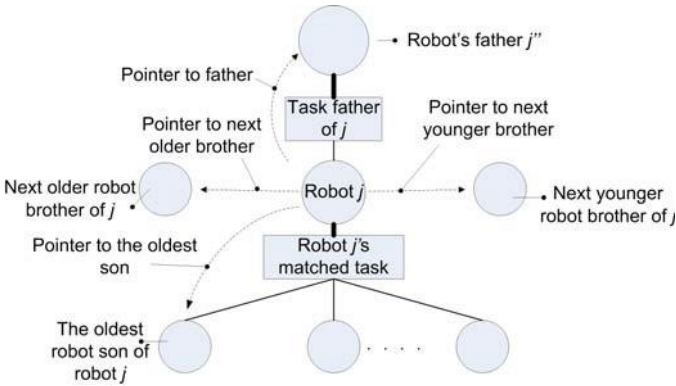 Robot's father j''
Pointer to father
Task father
of j
Pointer to next
older brother
Pointer to next
younger brother
Next older robot
brother of j
Robot j
Next younger
robot brother of j
Pointer to the oldest
son
Robot j's
matched task
The oldest
robot son of
robot j
. . . .